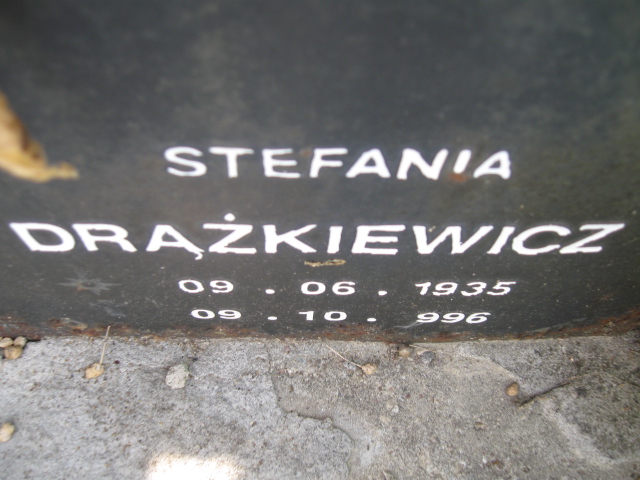 STEFANIA
DRĄŻKIEWICZ
09 . 06 . 1935
09 . 10 . 996